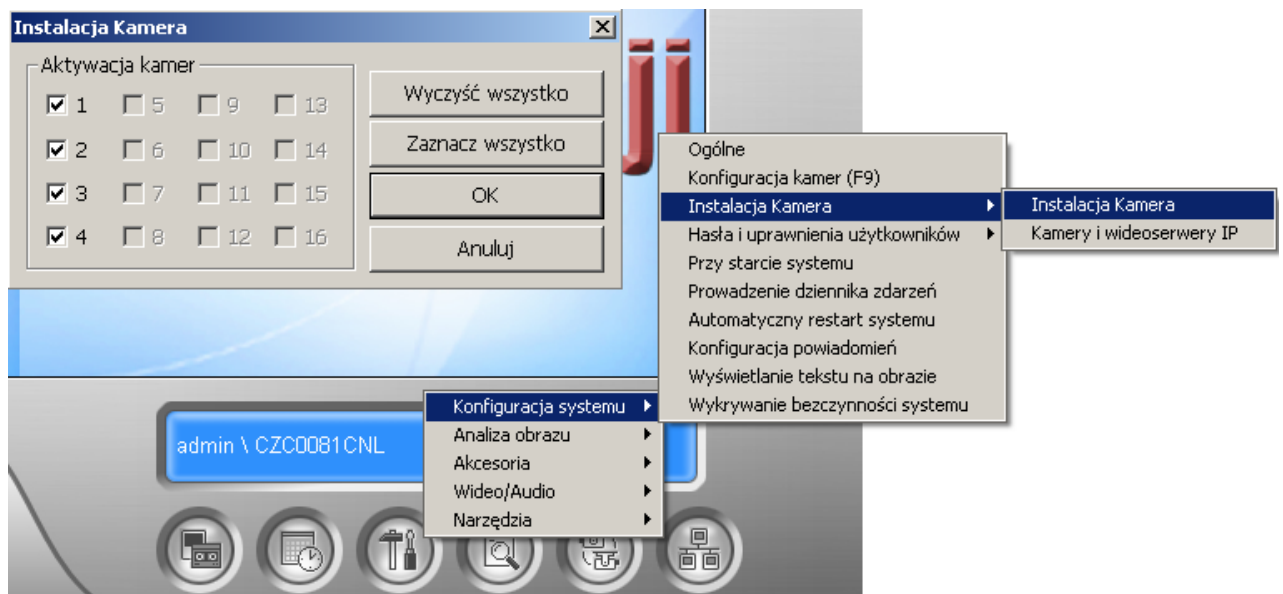 Instalacja Kamera
Aktywacja kamer
1 5 9 13
2 6 10 14
3 7 11 15
4 8 12 16
Wyczyść wszystko
Zaznacz wszystko
OK
Anuluj
ji
Ogólne
Konfiguracja kamer (F9)
Instalacja Kamera
Hasła i uprawnienia użytkowników
Przy starcie systemu
Prowadzenie dziennika zdarzeń
Automatyczny restart systemu
Konfiguracja powiadomień
Wyświetlanie tekstu na obrazie
Wykrywanie bezczynności systemu
Instalacja Kamera
Kamery i wideoserwery IP
Konfiguracja systemu
Analiza obrazu
Akcesoria
Wideo/Audio
Narzędzia
admin \ CZC0081CNL